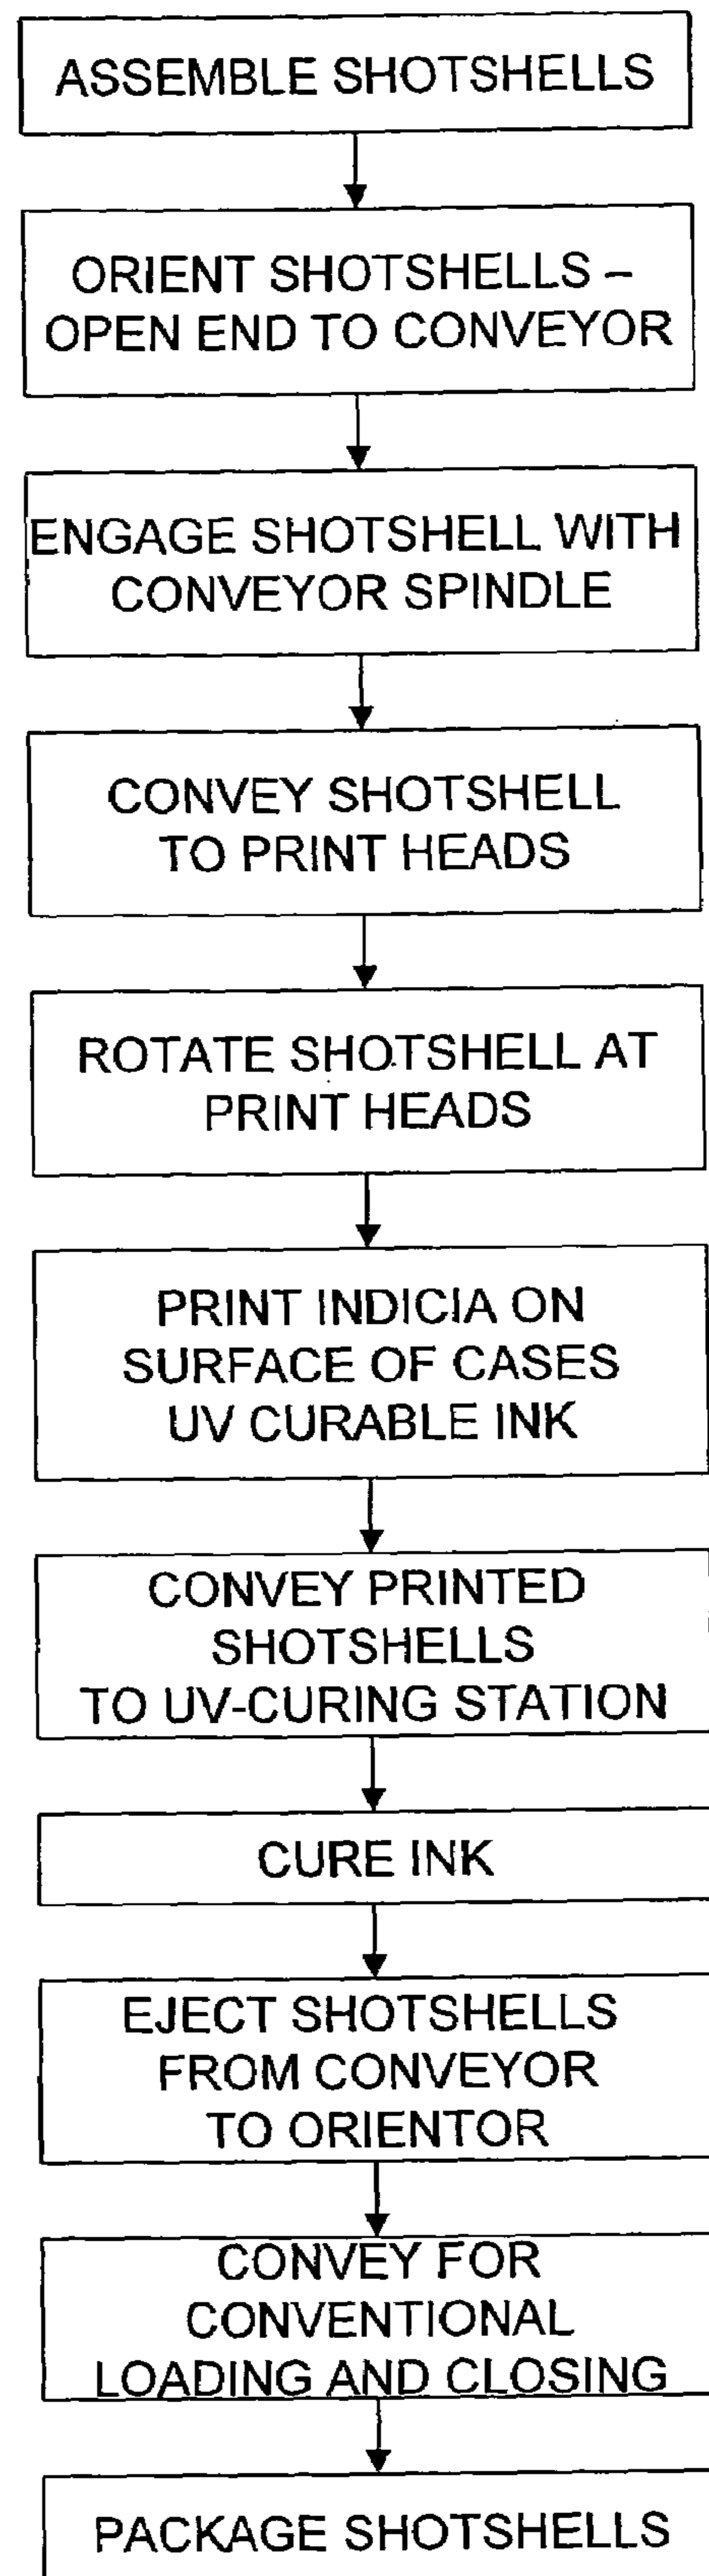 ASSEMBLE SHOTSHELLS
ORIENT SHOTSHELLS –
OPEN END TO CONVEYOR
ENGAGE SHOTSHELL WITH
CONVEYOR SPINDLE
CONVEY SHOTSHELL
TO PRINT HEADS
ROTATE SHOTSHELL AT
PRINT HEADS
PRINT INDICIA ON
SURFACE OF CASES
UV CURABLE INK
CONVEY PRINTED
SHOTSHELLS
TO UV-CURING STATION
CURE INK
EJECT SHOTSHELLS
FROM CONVEYOR
TO ORIENTOR
CONVEY FOR
CONVENTIONAL
LOADING AND CLOSING
PACKAGE SHOTSHELLS